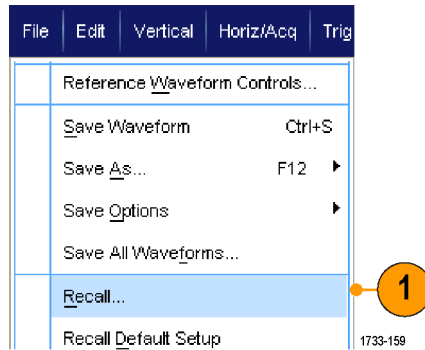 File Edit Vertical Horiz/Acq Trig
Reference Waveform Controls...
Save Waveform Ctrl+S
Save As... F12
Save Options
Save All Waveforms...
Recall... 1
Recall Default Setup 1733-159